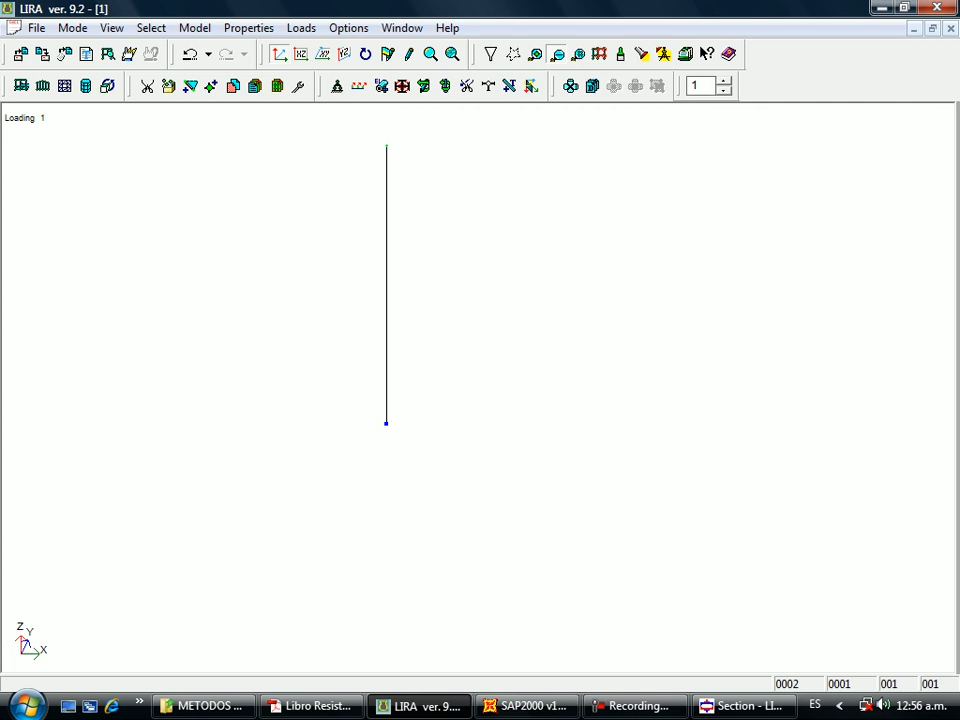 LIRA ver. 9.2 - [1]
File Mode View Select Model Properties Loads Options Window Help
1
Loading 1
Z
Y
X
0002 0001 001 001
METODOS ... Libro Resist... LIRA ver. 9.... SAP2000 v1... Recording... Section - LI... ES 12:56 a.m.